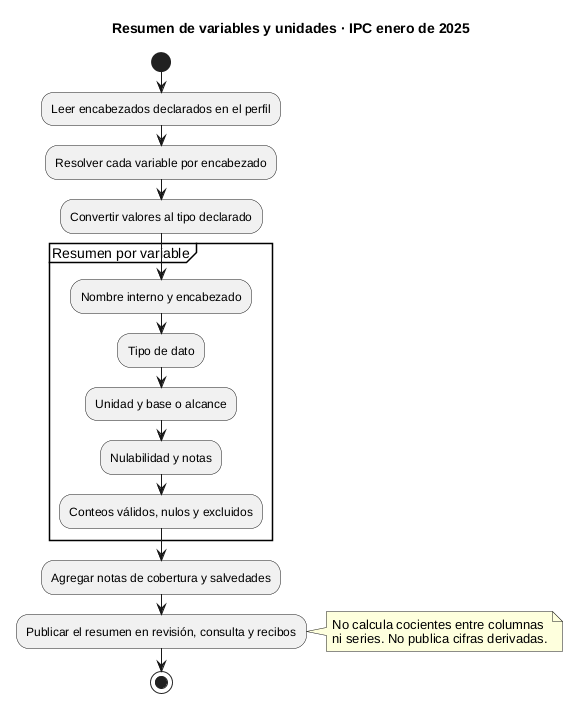 Resumen de variables y unidades · IPC enero de 2025
Leer encabezados declarados en el perfil
Resolver cada variable por encabezado
Convertir valores al tipo declarado
Resumen por variable
Nombre interno y encabezado
Tipo de dato
Unidad y base o alcance
Nulabilidad y notas
Conteos válidos, nulos y excluidos
Agregar notas de cobertura y salvedades
Publicar el resumen en revisión, consulta y recibos
No calcula cocientes entre columnas
ni series. No publica cifras derivadas.